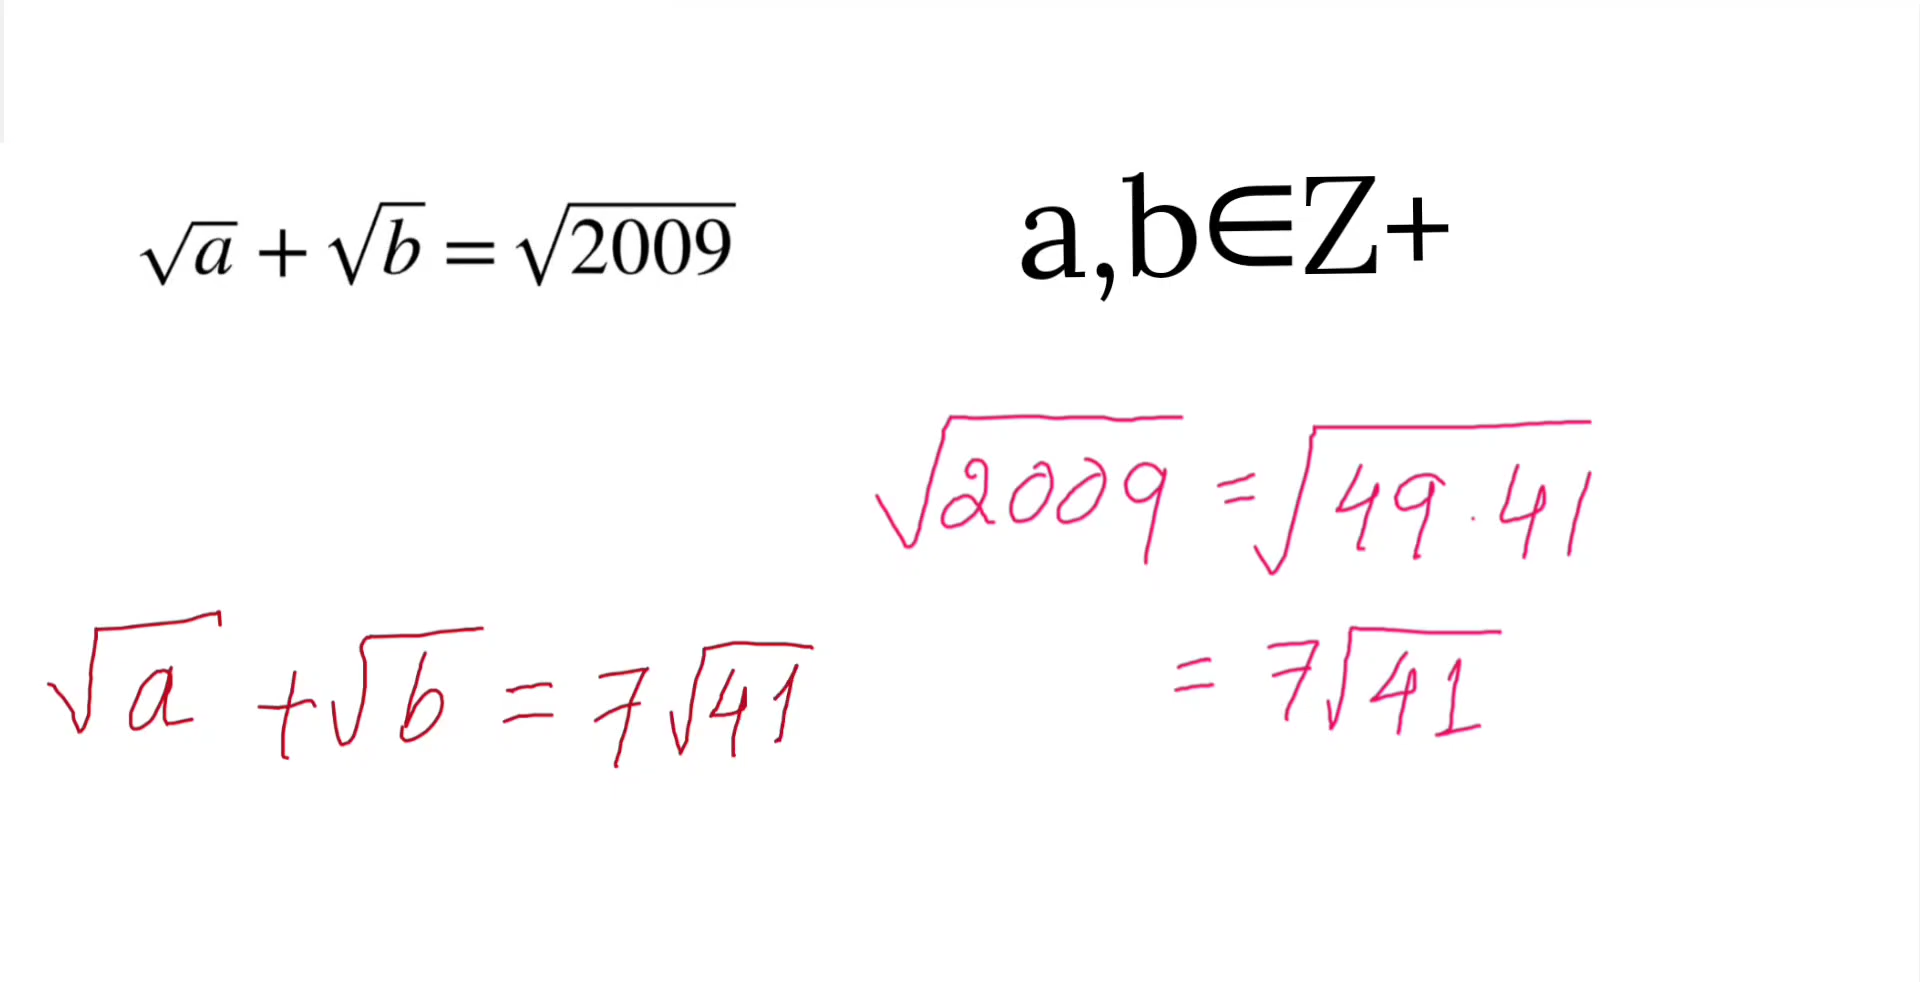 √a + √b = √2009
a,b∈Z+
√2009 = √49.41
= 7√41
√a + √b = 7√41